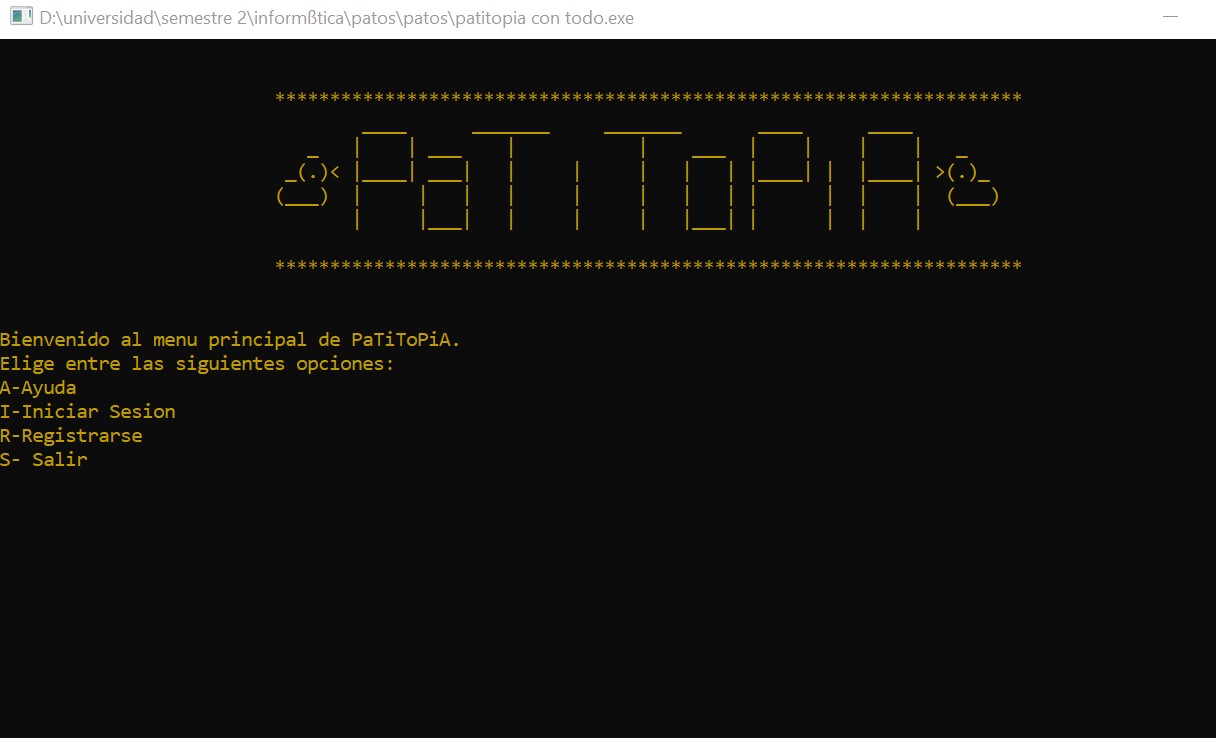 D:\universidad\semestre 2\informßtica\patos\patos\patitopia con todo.exe
********************************************************************
PaTiToPiA
********************************************************************
Bienvenido al menu principal de PaTiToPiA.
Elige entre las siguientes opciones:
A-Ayuda
I-Iniciar Sesion
R-Registrarse
S- Salir